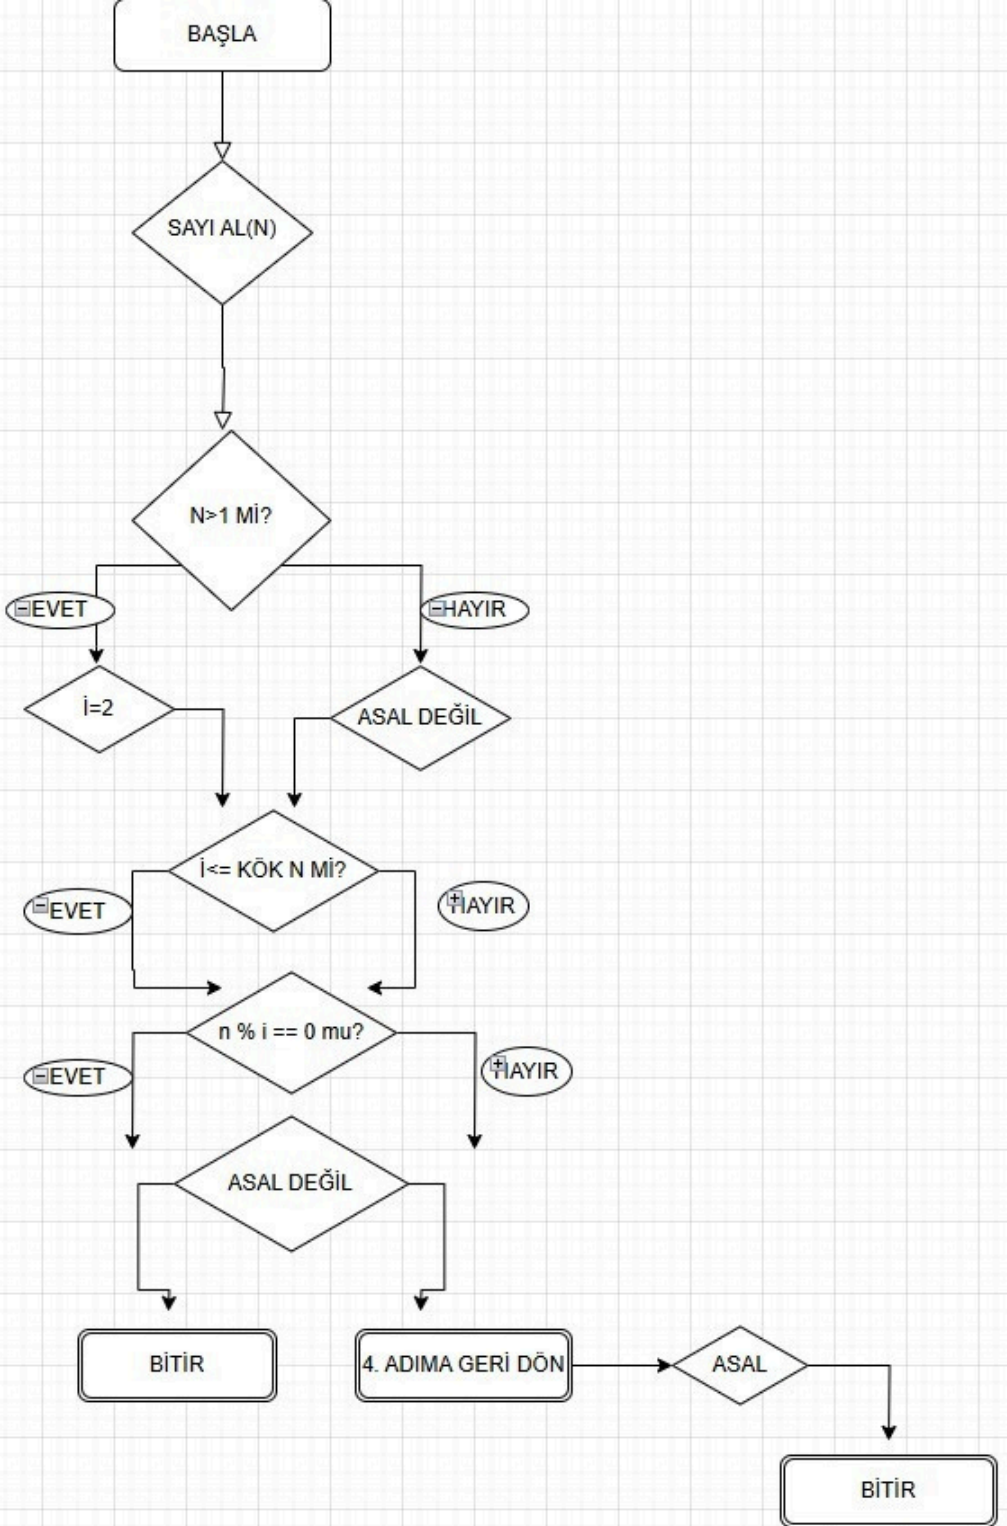 BAŞLA
SAYI AL(N)
N>1 Mİ?
EVET
HAYIR
İ=2
ASAL DEĞİL
İ<= KÖK N Mİ?
EVET
HAYIR
n % i == 0 mu?
EVET
HAYIR
ASAL DEĞİL
BİTİR
4. ADIMA GERİ DÖN
ASAL
BİTİR